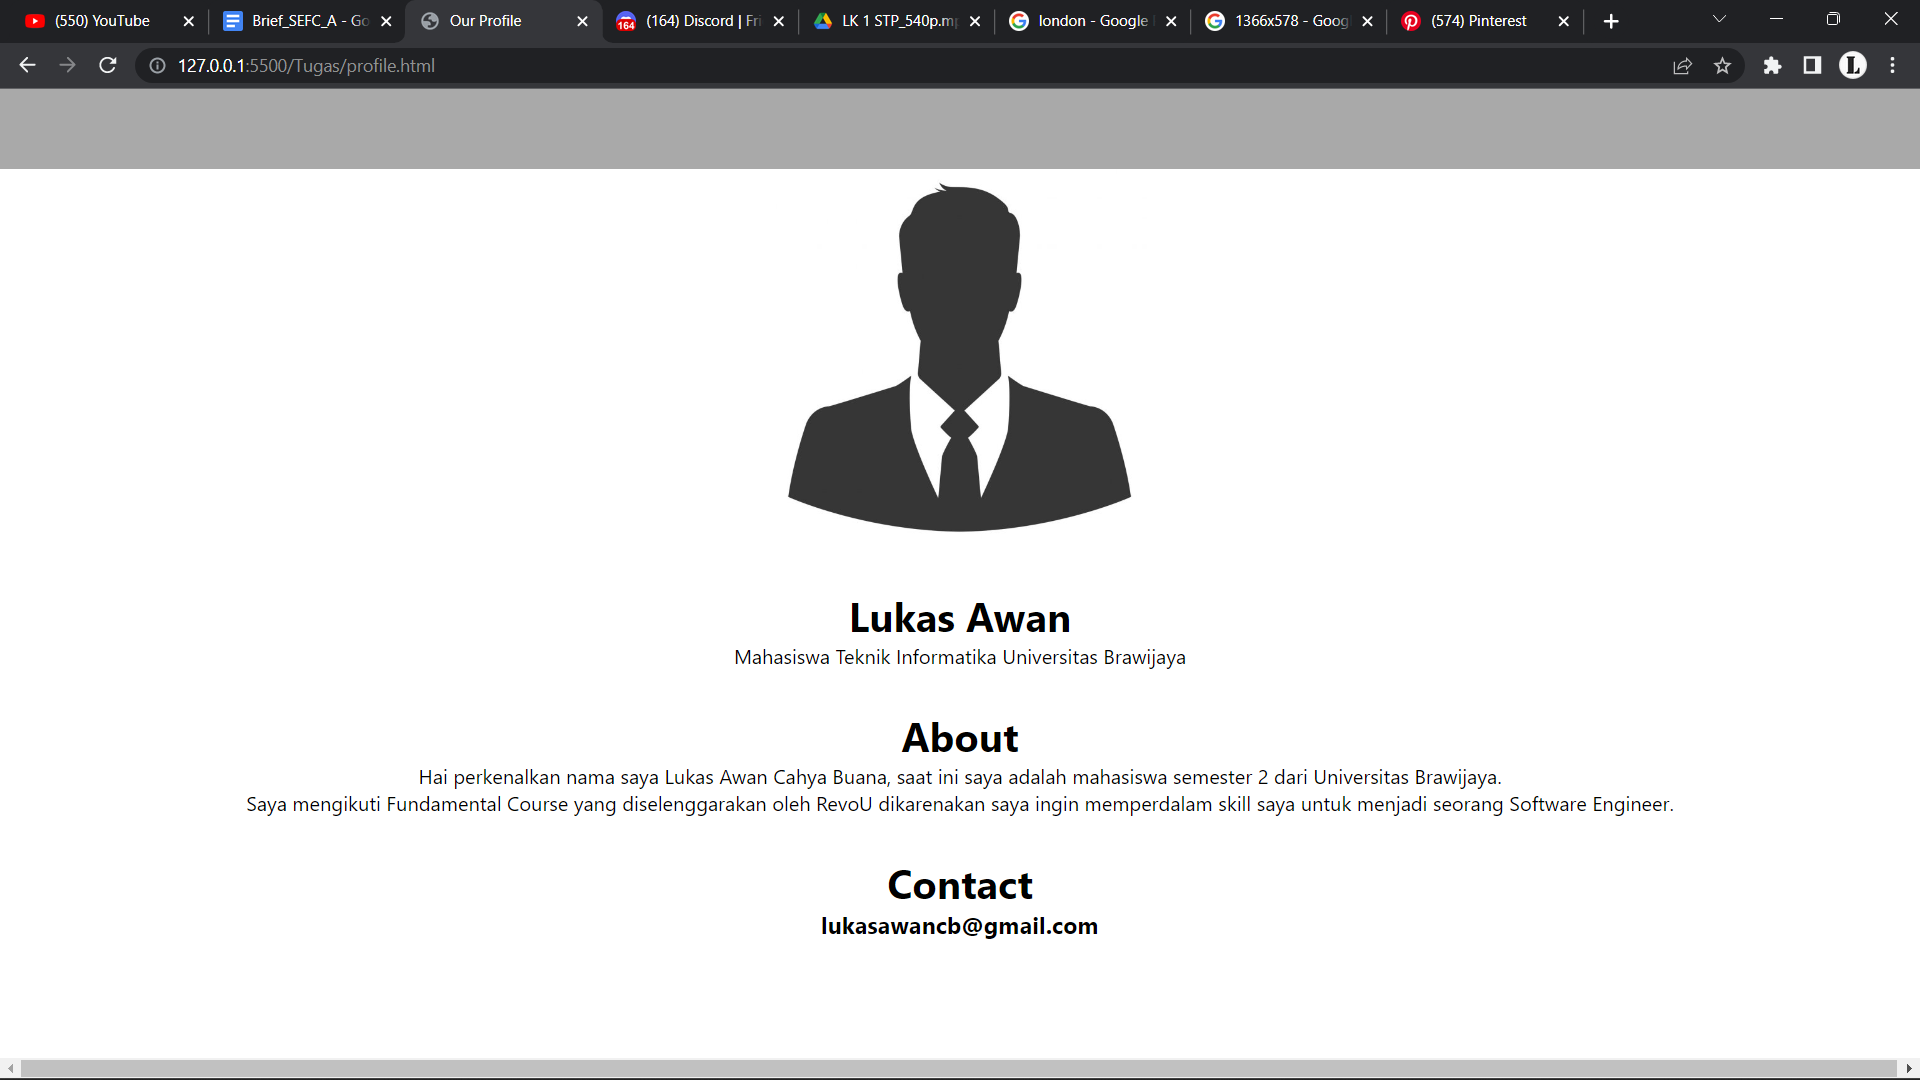 (550) YouTube
Brief_SEFC_A - Go
Our Profile
164
(164) Discord | Fri
LK 1 STP_540p.mp
london - Google
1366x578 - Goog
(574) Pinterest
127.0.0.1:5500/Tugas/profile.html
L
Lukas Awan
Mahasiswa Teknik Informatika Universitas Brawijaya
About
Hai perkenalkan nama saya Lukas Awan Cahya Buana, saat ini saya adalah mahasiswa semester 2 dari Universitas Brawijaya.
Saya mengikuti Fundamental Course yang diselenggarakan oleh RevoU dikarenakan saya ingin memperdalam skill saya untuk menjadi seorang Software Engineer.
Contact
lukasawancb@gmail.com